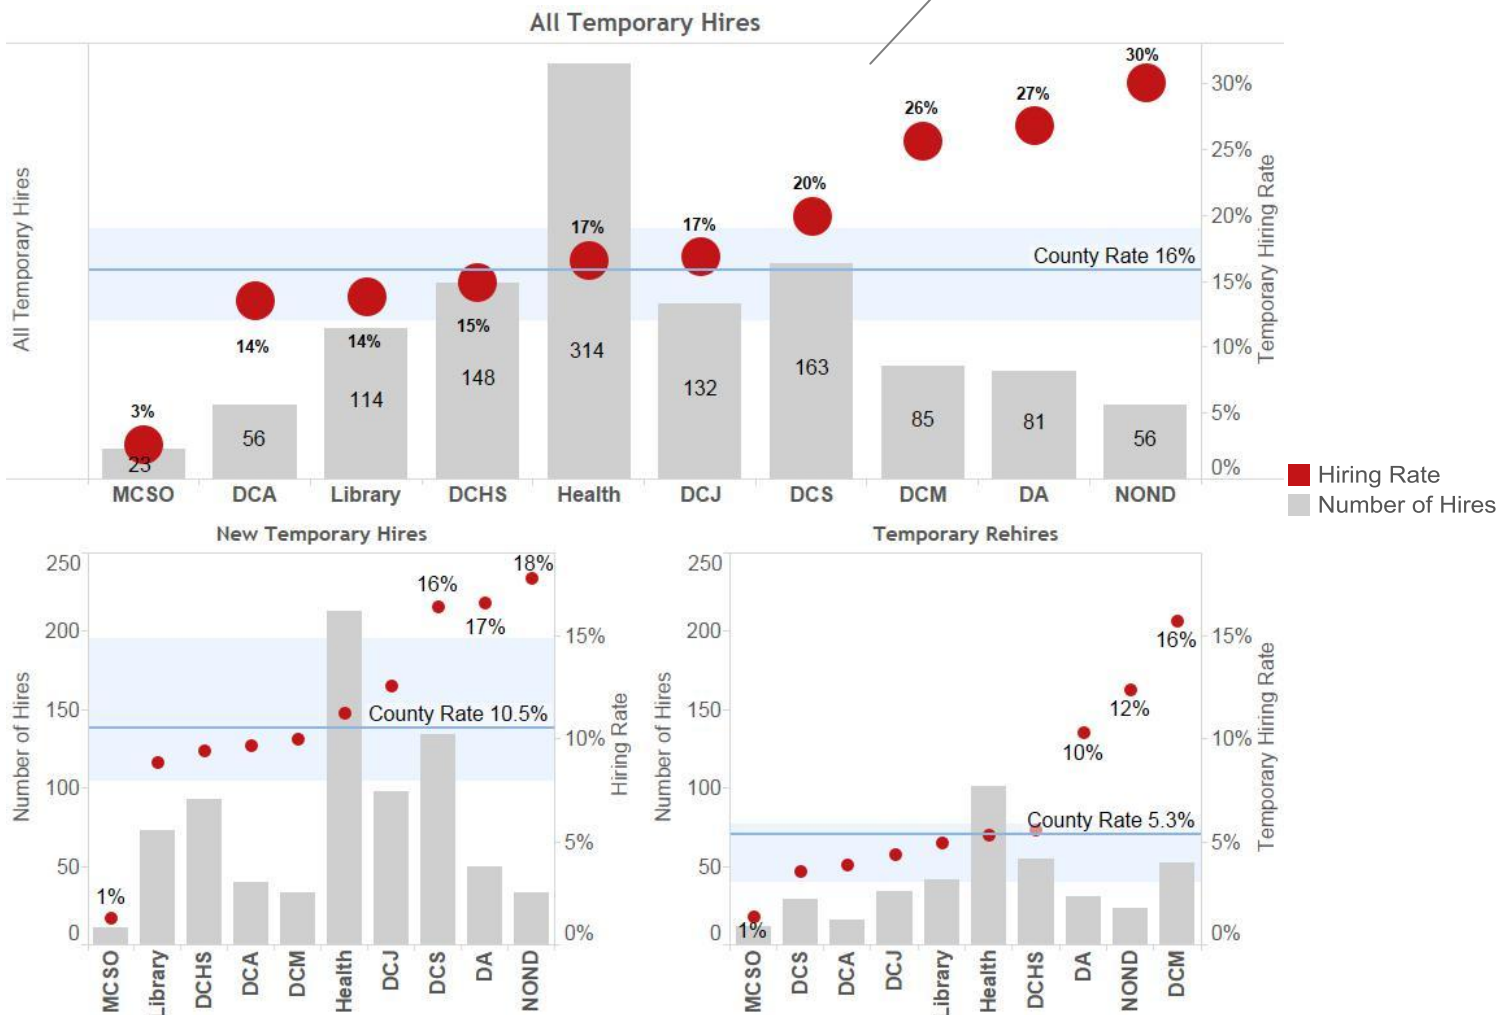 All Temporary Hires
All Temporary Hires
Temporary Hiring Rate
30%
25%
20%
15%
10%
5%
0%
3%
14%
14%
15%
17%
17%
20%
26%
27%
30%
County Rate 16%
23
56
114
148
314
132
163
85
81
56
MCSO
DCA
Library
DCHS
Health
DCJ
DCS
DCM
DA
NOND
Hiring Rate
Number of Hires
New Temporary Hires
Number of Hires
250
200
150
100
50
0
1%
16%
17%
18%
County Rate 10.5%
15%
10%
5%
0%
Hiring Rate
MCSO
Library
DCHS
DCA
DCM
Health
DCJ
DCS
DA
NOND
Temporary Rehires
Number of Hires
250
200
150
100
50
0
1%
10%
12%
16%
County Rate 5.3%
15%
10%
5%
0%
Temporary Hiring Rate
MCSO
DCS
DCA
DCJ
Library
Health
DCHS
DA
NOND
DCM